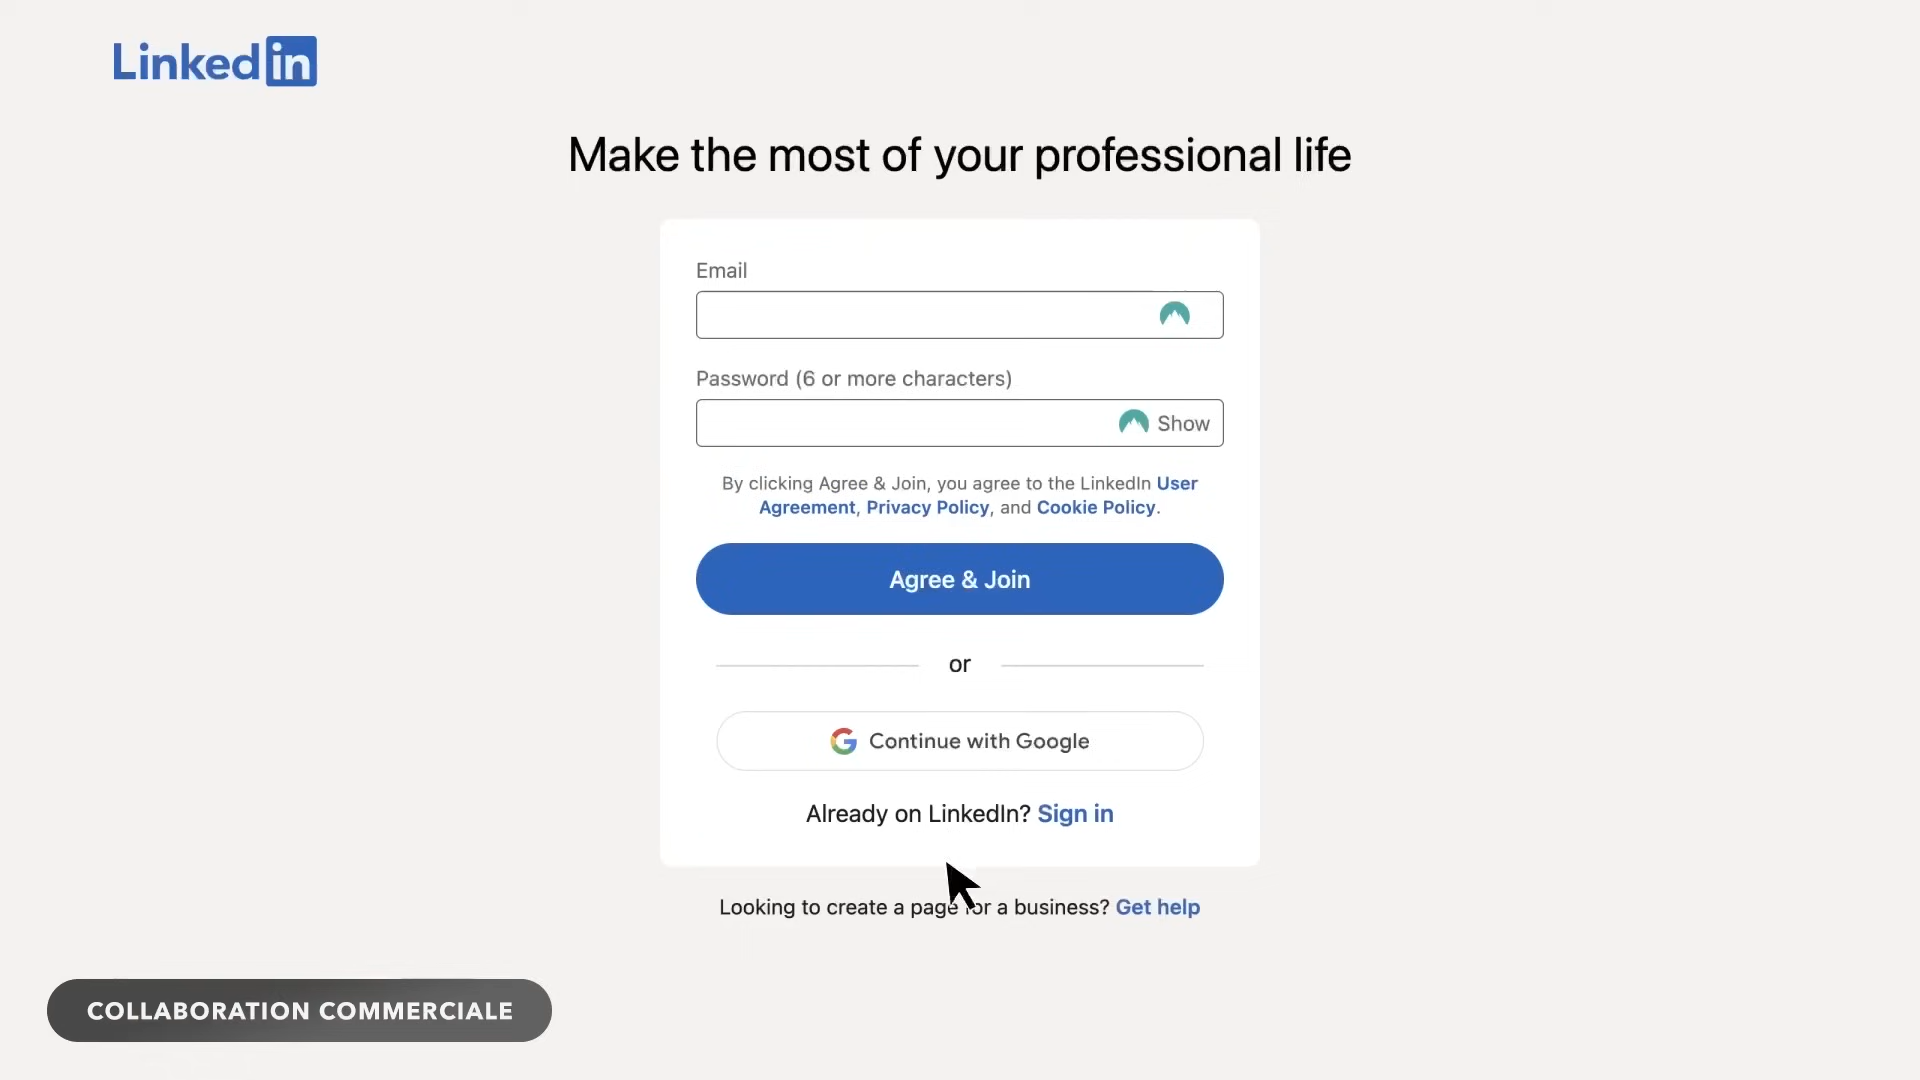 Linkedin
Make the most of your professional life
Email
Password (6 or more characters)
Show
By clicking Agree & Join, you agree to the LinkedIn User
Agreement, Privacy Policy, and Cookie Policy.
Agree & Join
or
Continue with Google
Already on LinkedIn? Sign in
Looking to create a page for a business? Get help
COLLABORATION COMMERCIALE